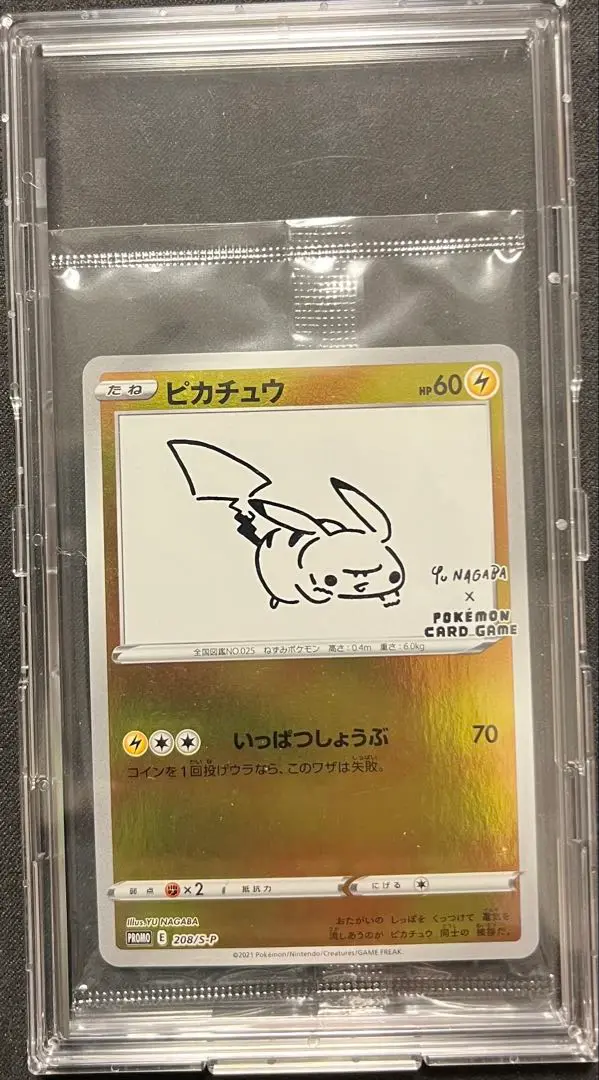 たね ピカチュウ HP60
YU NAGABA
x
POKÉMON
CARD GAME
全国図鑑NO.025 ねずみポケモン 高さ:0.4m 重さ:6.0kg
いっぱつしょうぶ 70
コインを1回投げウラなら、このワザは失敗。
弱点 ×2 抵抗力 にげる
Illus. YU NAGABA
PROMO E 208/S-P
おたがいの しっぽを くっつけて 電気を
流しあうのが ピカチュウ 同士の 挨拶だ。
©2021 Pokémon/Nintendo/Creatures/GAME FREAK.